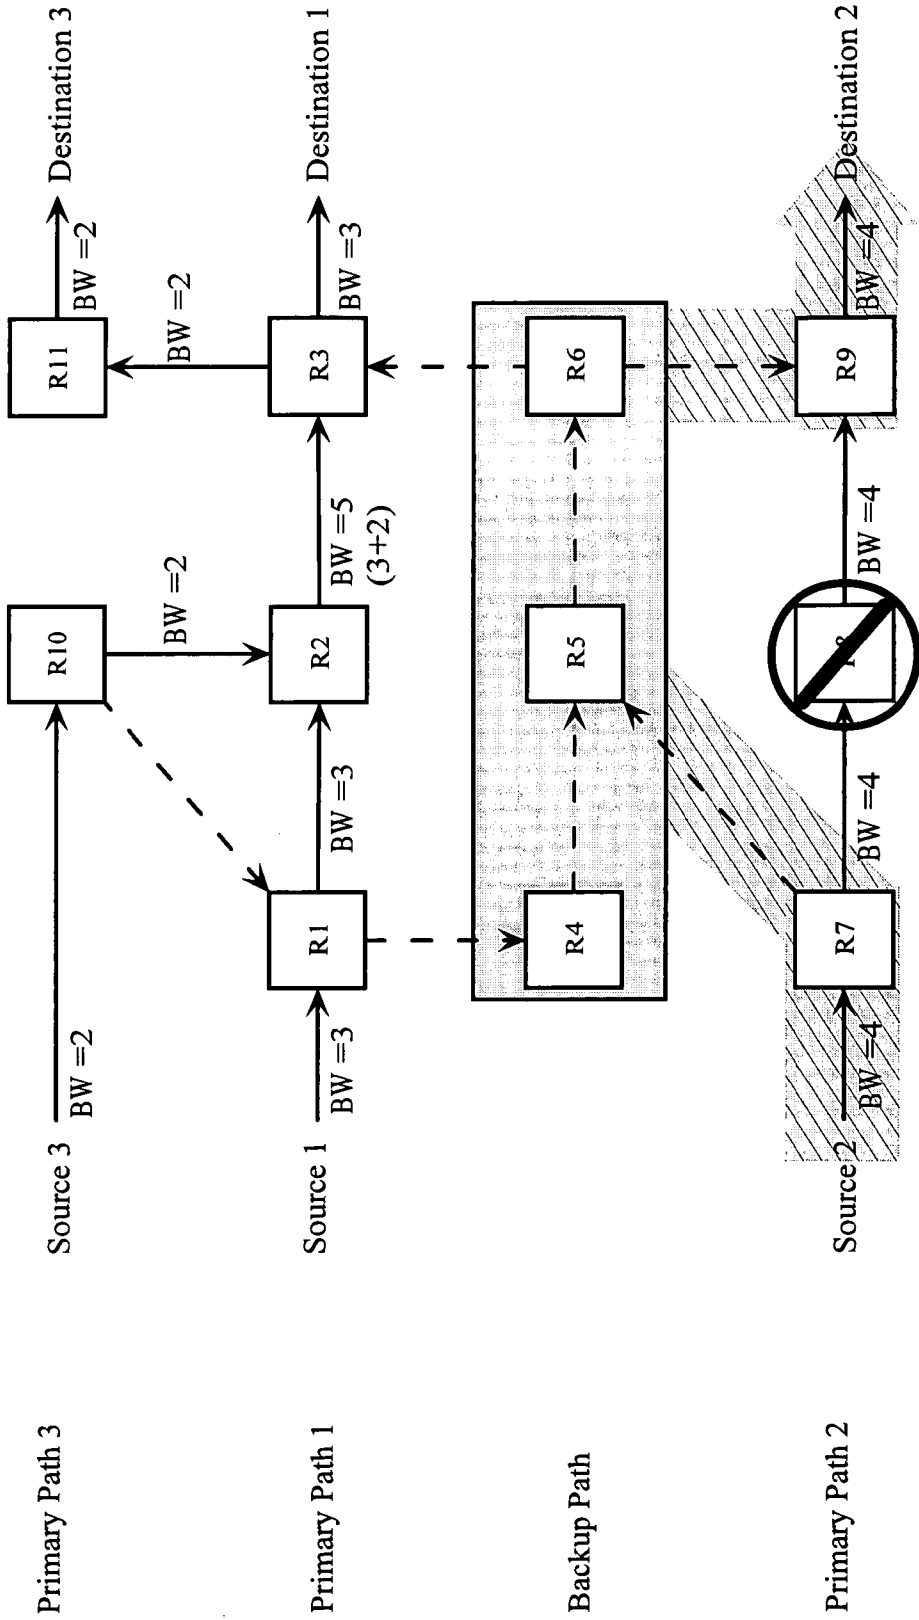 Primary Path 3
Source 3
BW =2
R10
BW =2
R11
BW =2
BW =2
Destination 3
Primary Path 1
Source 1
BW =3
R1
BW =3
R2
BW =5
(3+2)
R3
BW =3
Destination 1
Backup Path
R4
R5
R6
Primary Path 2
Source 2
BW =4
R7
BW =4
BW =4
R9
BW =4
Destination 2